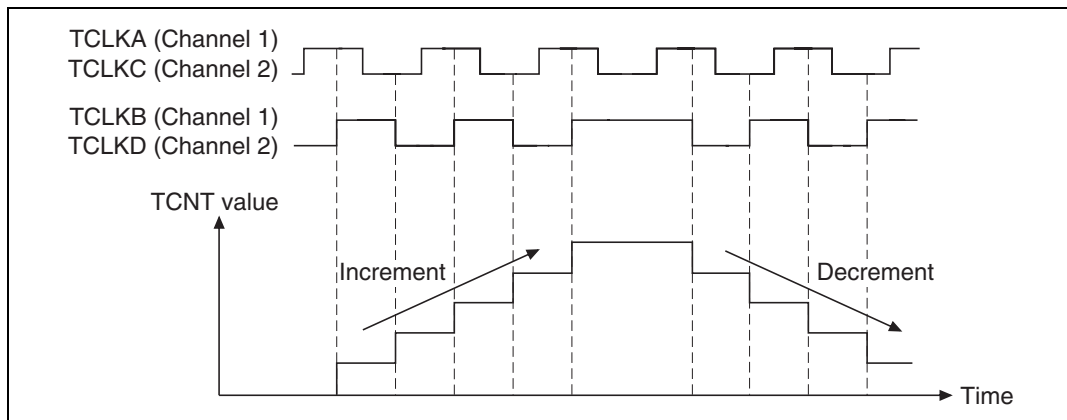 TCLKA (Channel 1)
TCLKC (Channel 2)
TCLKB (Channel 1)
TCLKD (Channel 2)
TCNT value
Increment
Decrement
Time